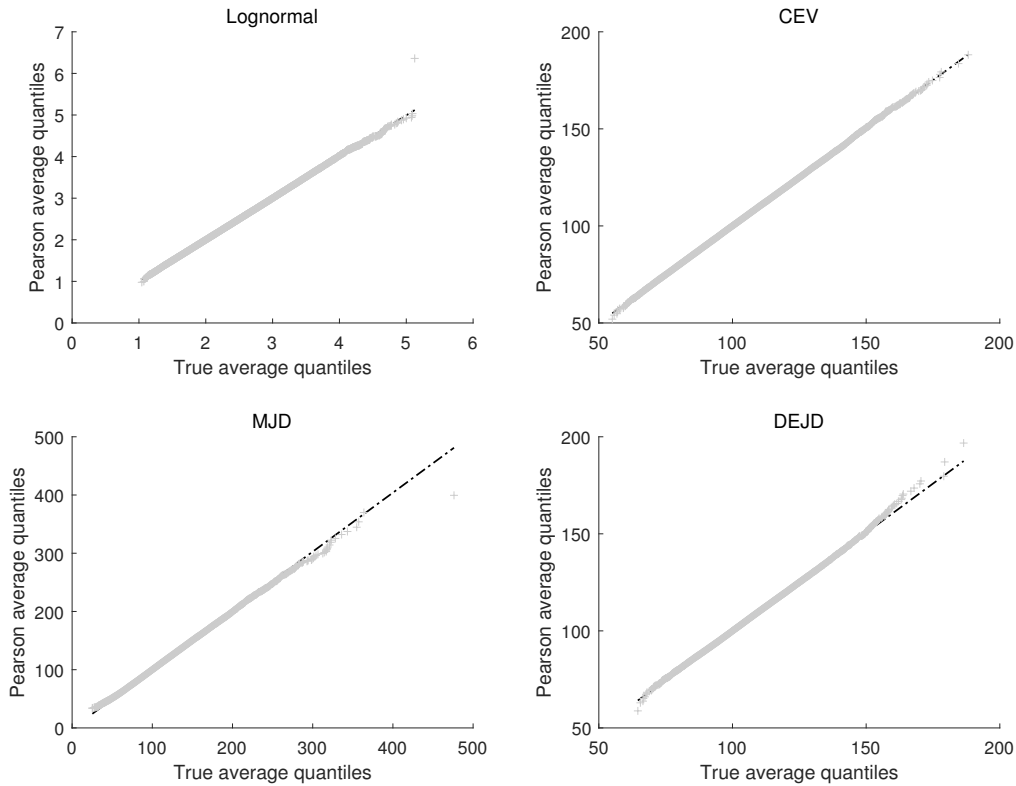 Lognormal
7
6
5
4
3
2
1
0
Pearson average quantiles
0 1 2 3 4 5 6
True average quantiles
CEV
200
150
100
50
Pearson average quantiles
50 100 150 200
True average quantiles
MJD
500
400
300
200
100
0
Pearson average quantiles
0 100 200 300 400 500
True average quantiles
DEJD
200
150
100
50
Pearson average quantiles
50 100 150 200
True average quantiles